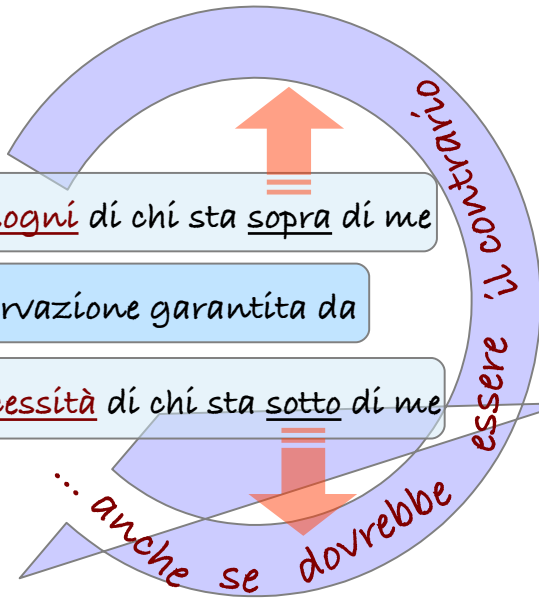 ogni di chi sta sopra di me
rvazione garantita da
essità di chi sta sotto di me
... anche se dovrebbe essere il contrario